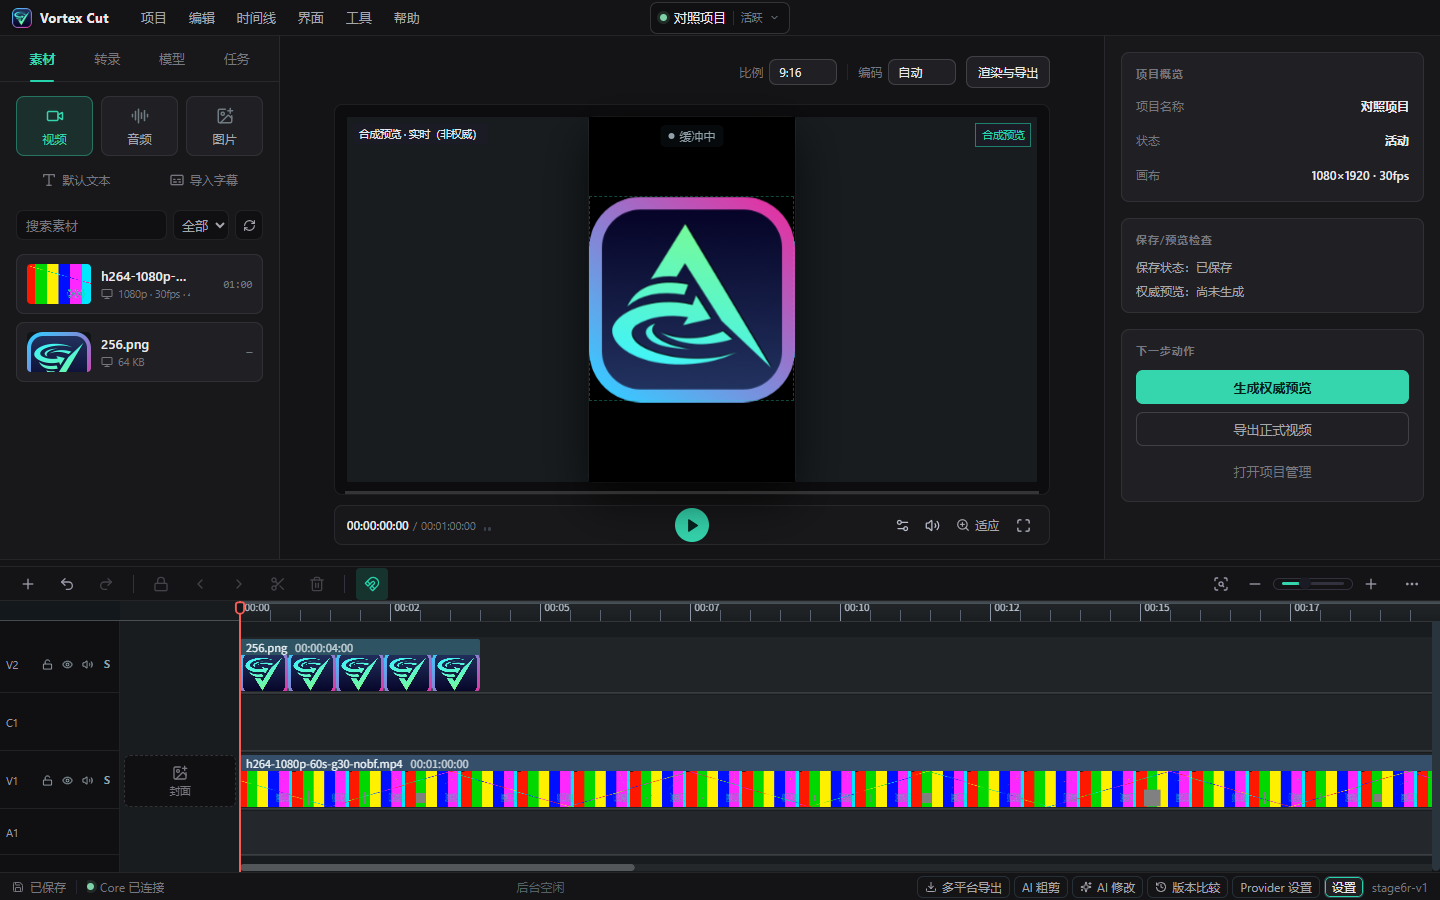 Vortex Cut 项目 编辑 时间线 界面 工具 帮助
对照项目 活跃
素材 转录 模型 任务
视频 音频 图片
默认文本 导入字幕
搜索素材 全部
h264-1080p-...
1080p · 30fps · ·
01:00
256.png
64 KB
–
比例 9:16 编码 自动 渲染与导出
合成预览 · 实时（非权威）
缓冲中
合成预览
00:00:00:00 / 00:01:00:00
适应
项目概览
项目名称 对照项目
状态 活动
画布 1080×1920 · 30fps
保存/预览检查
保存状态：已保存
权威预览：尚未生成
下一步动作
生成权威预览
导出正式视频
打开项目管理
00:00 00:02 00:05 00:07 00:10 00:12 00:15 00:17
V2 S
256.png 00:00:04:00
C1
V1 S
封面
h264-1080p-60s-g30-nobf.mp4 00:01:00:00
A1
已保存 Core 已连接
后台空闲
多平台导出 AI 粗剪 AI 修改 版本比较 Provider 设置 设置 stage6r-v1